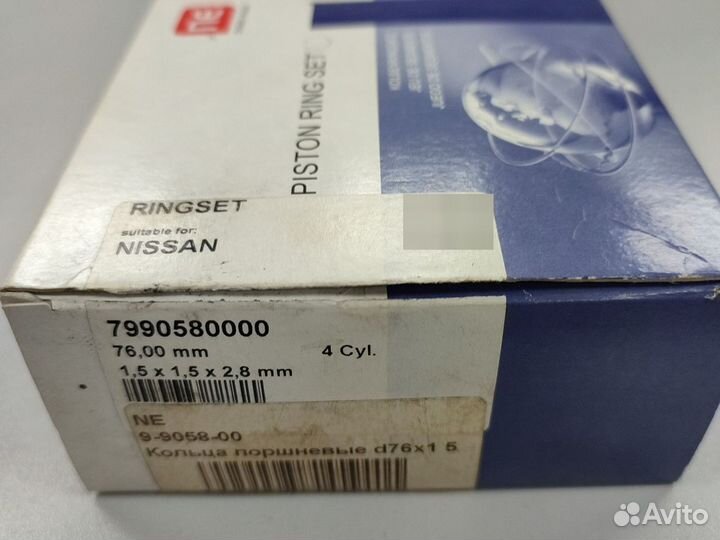 ne
PISTON RING SET
RINGSET
suitable for:
NISSAN
7990580000
76,00 mm 4 Cyl.
1,5 x 1,5 x 2,8 mm
NE
9-9058-00
Кольца поршневые d76x1 5
Avito